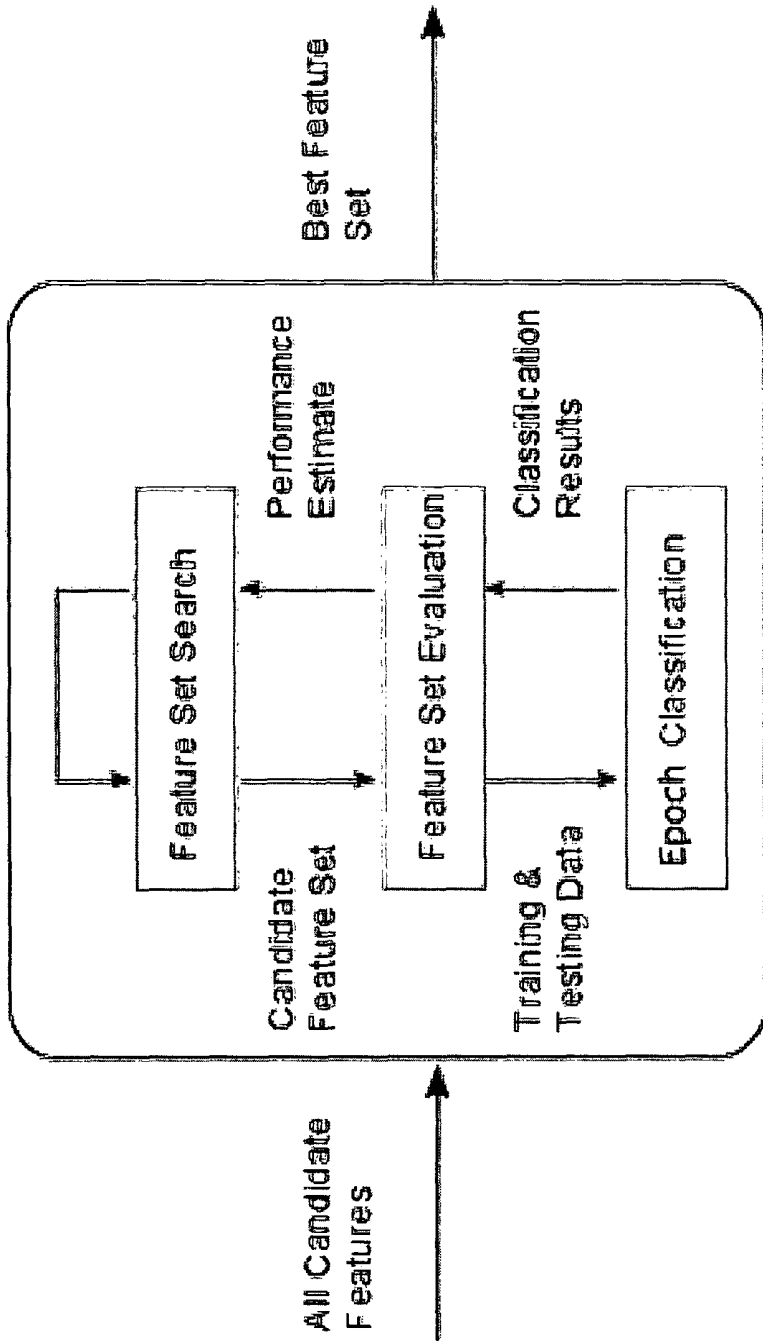 All Candidate
Features
Feature Set Search
Candidate
Feature Set
Performance
Estimate
Feature Set Evaluation
Training &
Testing Data
Classification
Results
Epoch Classification
Best Feature
Set